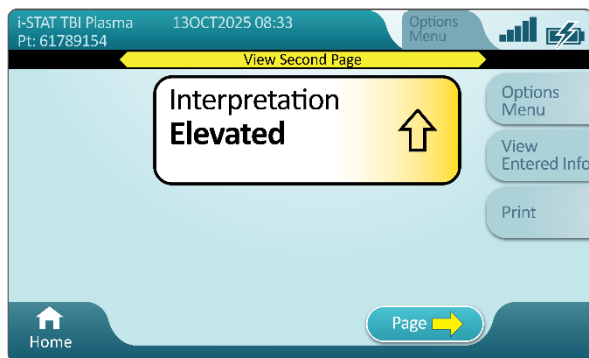 i-STAT TBI Plasma 13OCT2025 08:33 Options
Pt: 61789154 Menu
View Second Page
Interpretation
Elevated
Options
Menu
View
Entered Info
Print
Page
Home